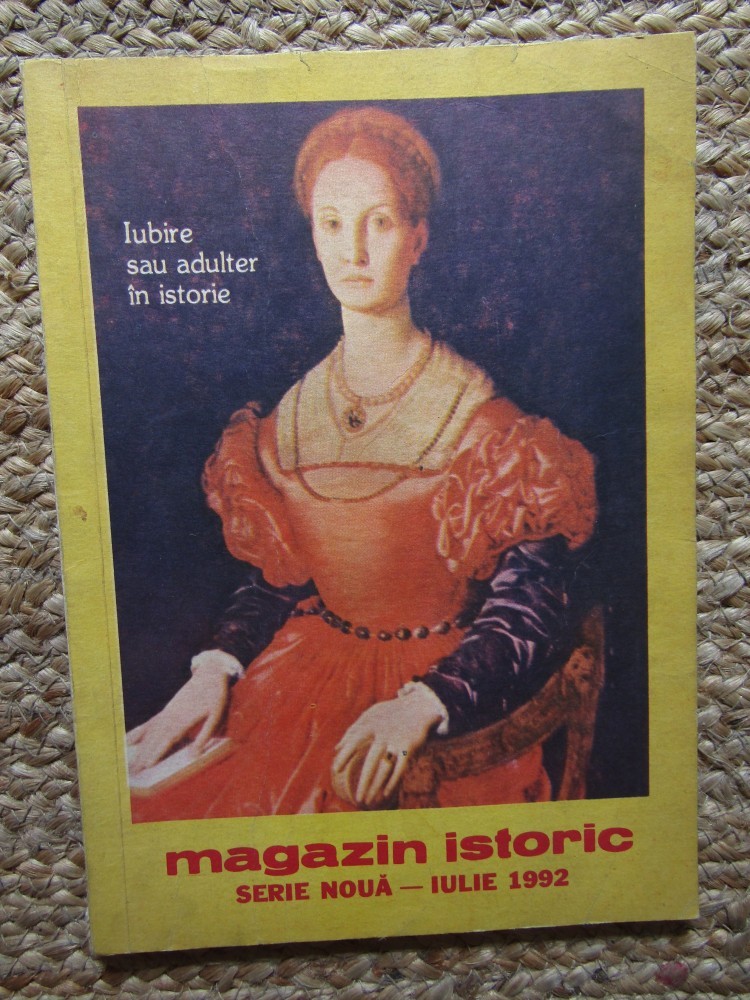 Iubire
sau adulter
în istorie
magazin istoric
SERIE NOUĂ — IULIE 1992